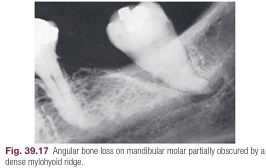 Fig. 39.17 Angular bone loss on mandibular molar partially obscured by a
dense mylohyoid ridge.